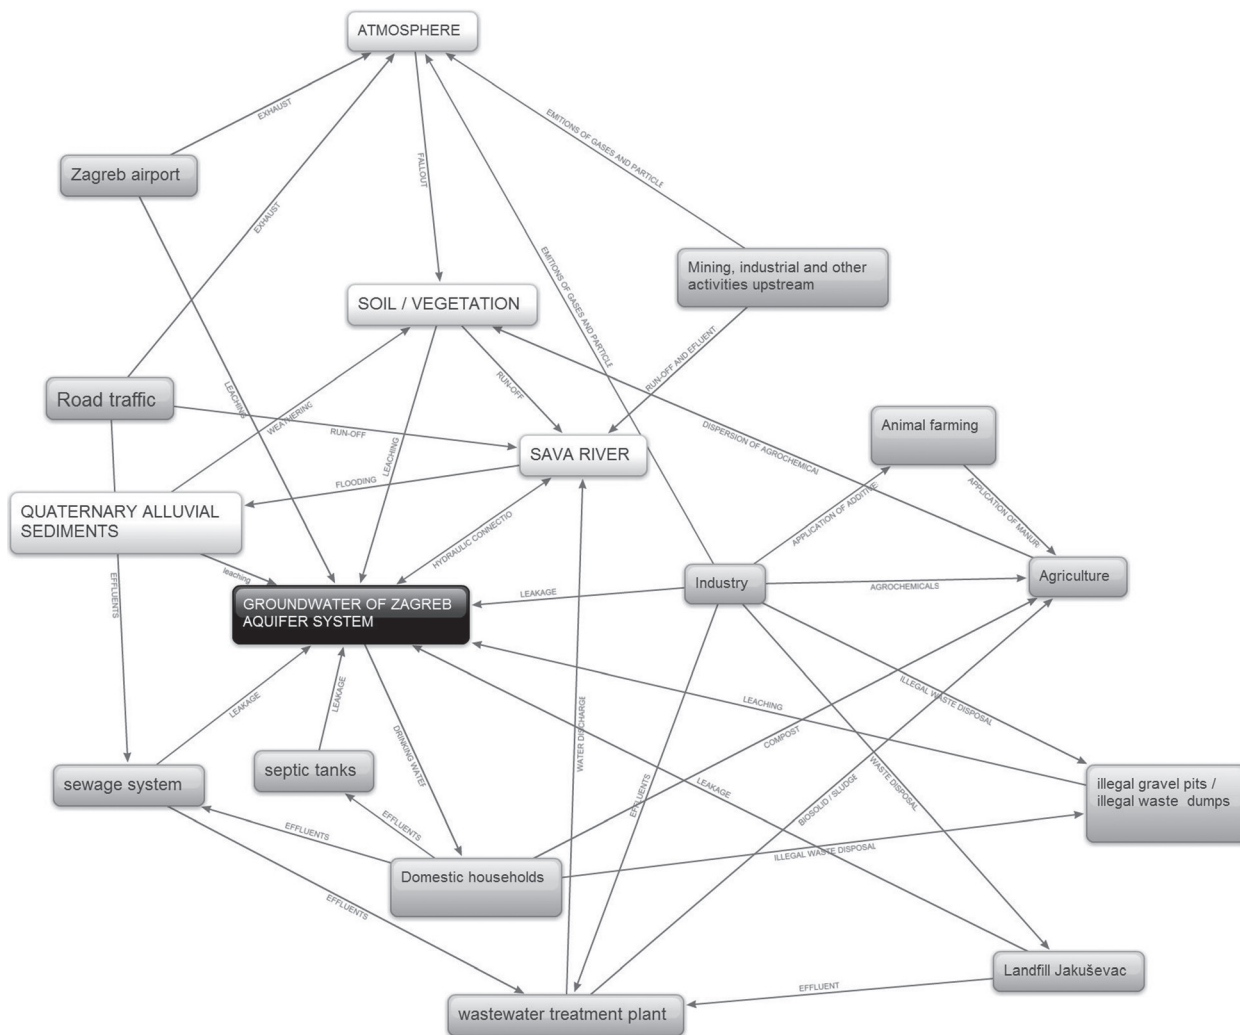 ATMOSPHERE
EXHAUST
EMITIONS OF GASES AND PARTICLE
Zagreb airport
FALLOUT
EXHAUST
EMITIONS OF GASES AND PARTICLE
Mining, industrial and other
activities upstream
SOIL / VEGETATION
RUN-OFF AND EFLUENT
LEACHING
RUN-OFF
Road traffic
WEATHERING
RUN-OFF
LEACHING
DISPERSION OF AGROCHEMICAL
Animal farming
SAVA RIVER
FLOODING
APPLICATION OF ADDITIVE
APPLICATION OF MANUR
QUATERNARY ALLUVIAL
SEDIMENTS
HYDRAULIC CONNECTIO
leaching
EFFLUENTS
GROUNDWATER OF ZAGREB
AQUIFER SYSTEM
LEAKAGE
Industry
AGROCHEMICALS
Agriculture
LEAKAGE
LEAKAGE
DRINKING WATER
WATER DISCHARGE
COMPOST
LEACHING
ILLEGAL WASTE DISPOSAL
sewage system
septic tanks
EFFLUENTS
LEAKAGE
BIOSOLID / SLUDGE
WASTE DISPOSAL
illegal gravel pits /
illegal waste dumps
EFFLUENTS
EFFLUENTS
Domestic households
ILLEGAL WASTE DISPOSAL
EFFLUENTS
Landfill Jakuševac
EFFLUENT
wastewater treatment plant